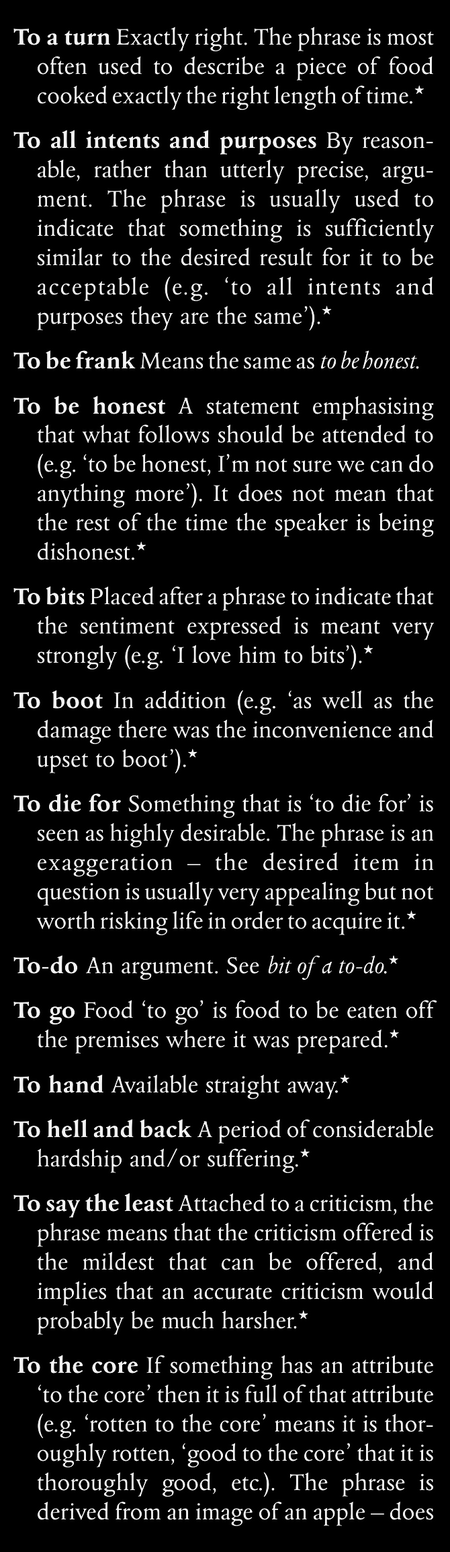 To a turn Exactly right. The phrase is most
often used to describe a piece of food
cooked exactly the right length of time.★
To all intents and purposes By reason-
able, rather than utterly precise, argu-
ment. The phrase is usually used to
indicate that something is sufficiently
similar to the desired result for it to be
acceptable (e.g. ‘to all intents and
purposes they are the same’).★
To be frank Means the same as to be honest.
To be honest A statement emphasising
that what follows should be attended to
(e.g. ‘to be honest, I’m not sure we can do
anything more’). It does not mean that
the rest of the time the speaker is being
dishonest.★
To bits Placed after a phrase to indicate that
the sentiment expressed is meant very
strongly (e.g. ‘I love him to bits’).★
To boot In addition (e.g. ‘as well as the
damage there was the inconvenience and
upset to boot’).★
To die for Something that is ‘to die for’ is
seen as highly desirable. The phrase is an
exaggeration – the desired item in
question is usually very appealing but not
worth risking life in order to acquire it.★
To-do An argument. See bit of a to-do.★
To go Food ‘to go’ is food to be eaten off
the premises where it was prepared.★
To hand Available straight away.★
To hell and back A period of considerable
hardship and/or suffering.★
To say the least Attached to a criticism, the
phrase means that the criticism offered is
the mildest that can be offered, and
implies that an accurate criticism would
probably be much harsher.★
To the core If something has an attribute
‘to the core’ then it is full of that attribute
(e.g. ‘rotten to the core’ means it is thor-
oughly rotten, ‘good to the core’ that it is
thoroughly good, etc.). The phrase is
derived from an image of an apple – does